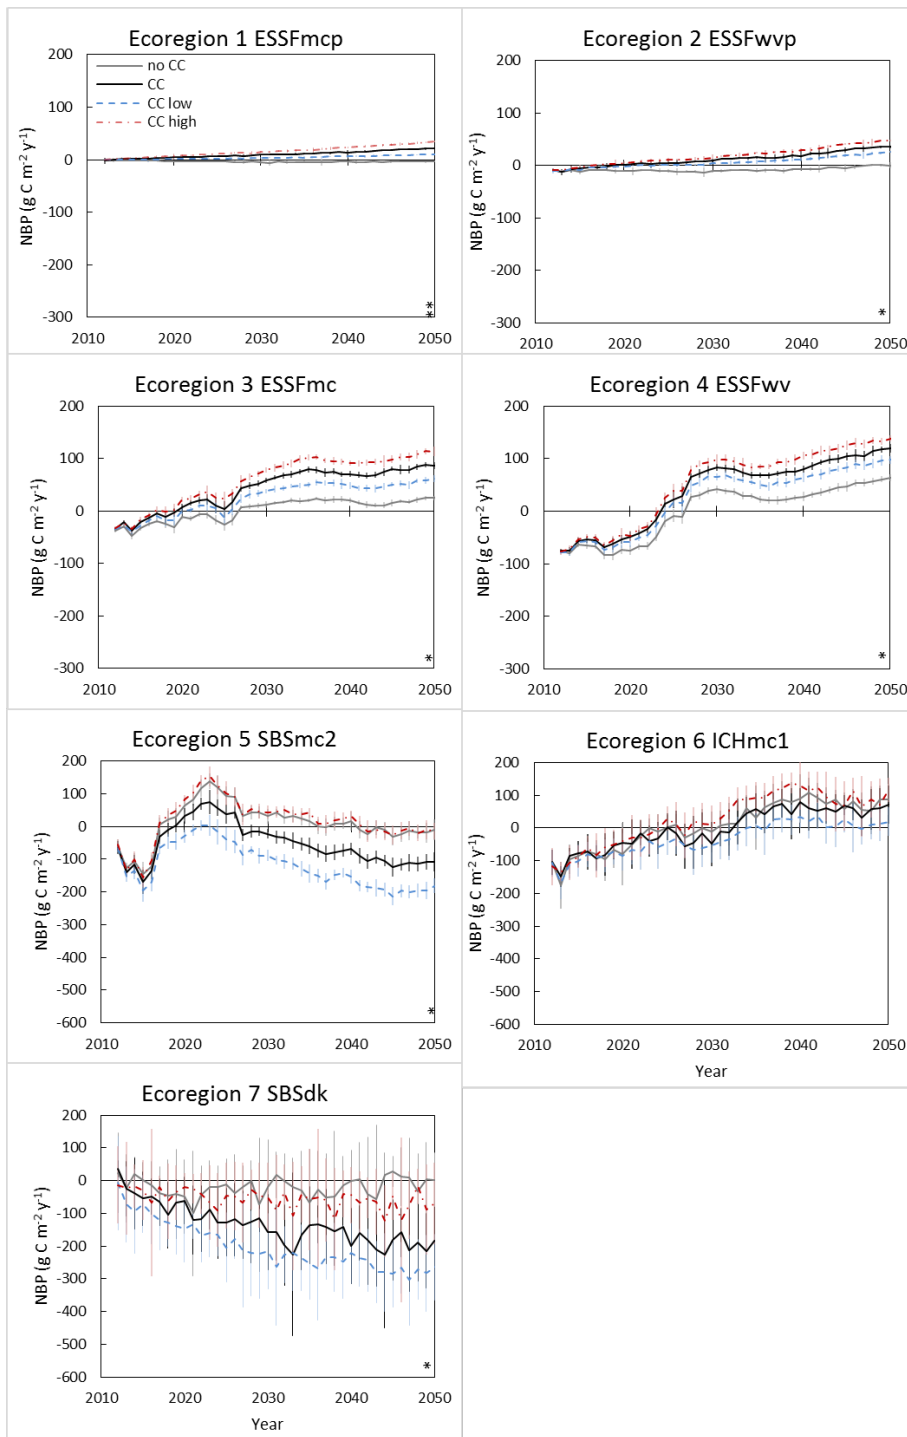 Ecoregion 1 ESSFmcp
200
100
0
-100
-200
-300
NBP (g C m⁻² y⁻¹)
no CC
CC
CC low
CC high
*
*
2010 2020 2030 2040 2050
Ecoregion 2 ESSFwvp
200
100
0
-100
-200
-300
NBP (g C m⁻² y⁻¹)
*
2010 2020 2030 2040 2050
Ecoregion 3 ESSFmc
200
100
0
-100
-200
-300
NBP (g C m⁻² y⁻¹)
*
2010 2020 2030 2040 2050
Ecoregion 4 ESSFwv
200
100
0
-100
-200
-300
NBP (g C m⁻² y⁻¹)
*
2010 2020 2030 2040 2050
Ecoregion 5 SBSmc2
200
100
0
-100
-200
-300
-400
-500
-600
NBP (g C m⁻² y⁻¹)
*
2010 2020 2030 2040 2050
Ecoregion 6 ICHmc1
200
100
0
-100
-200
-300
-400
-500
-600
NBP (g C m⁻² y⁻¹)
2010 2020 2030 2040 2050
Year
Ecoregion 7 SBSdk
200
100
0
-100
-200
-300
-400
-500
-600
NBP (g C m⁻² y⁻¹)
*
2010 2020 2030 2040 2050
Year